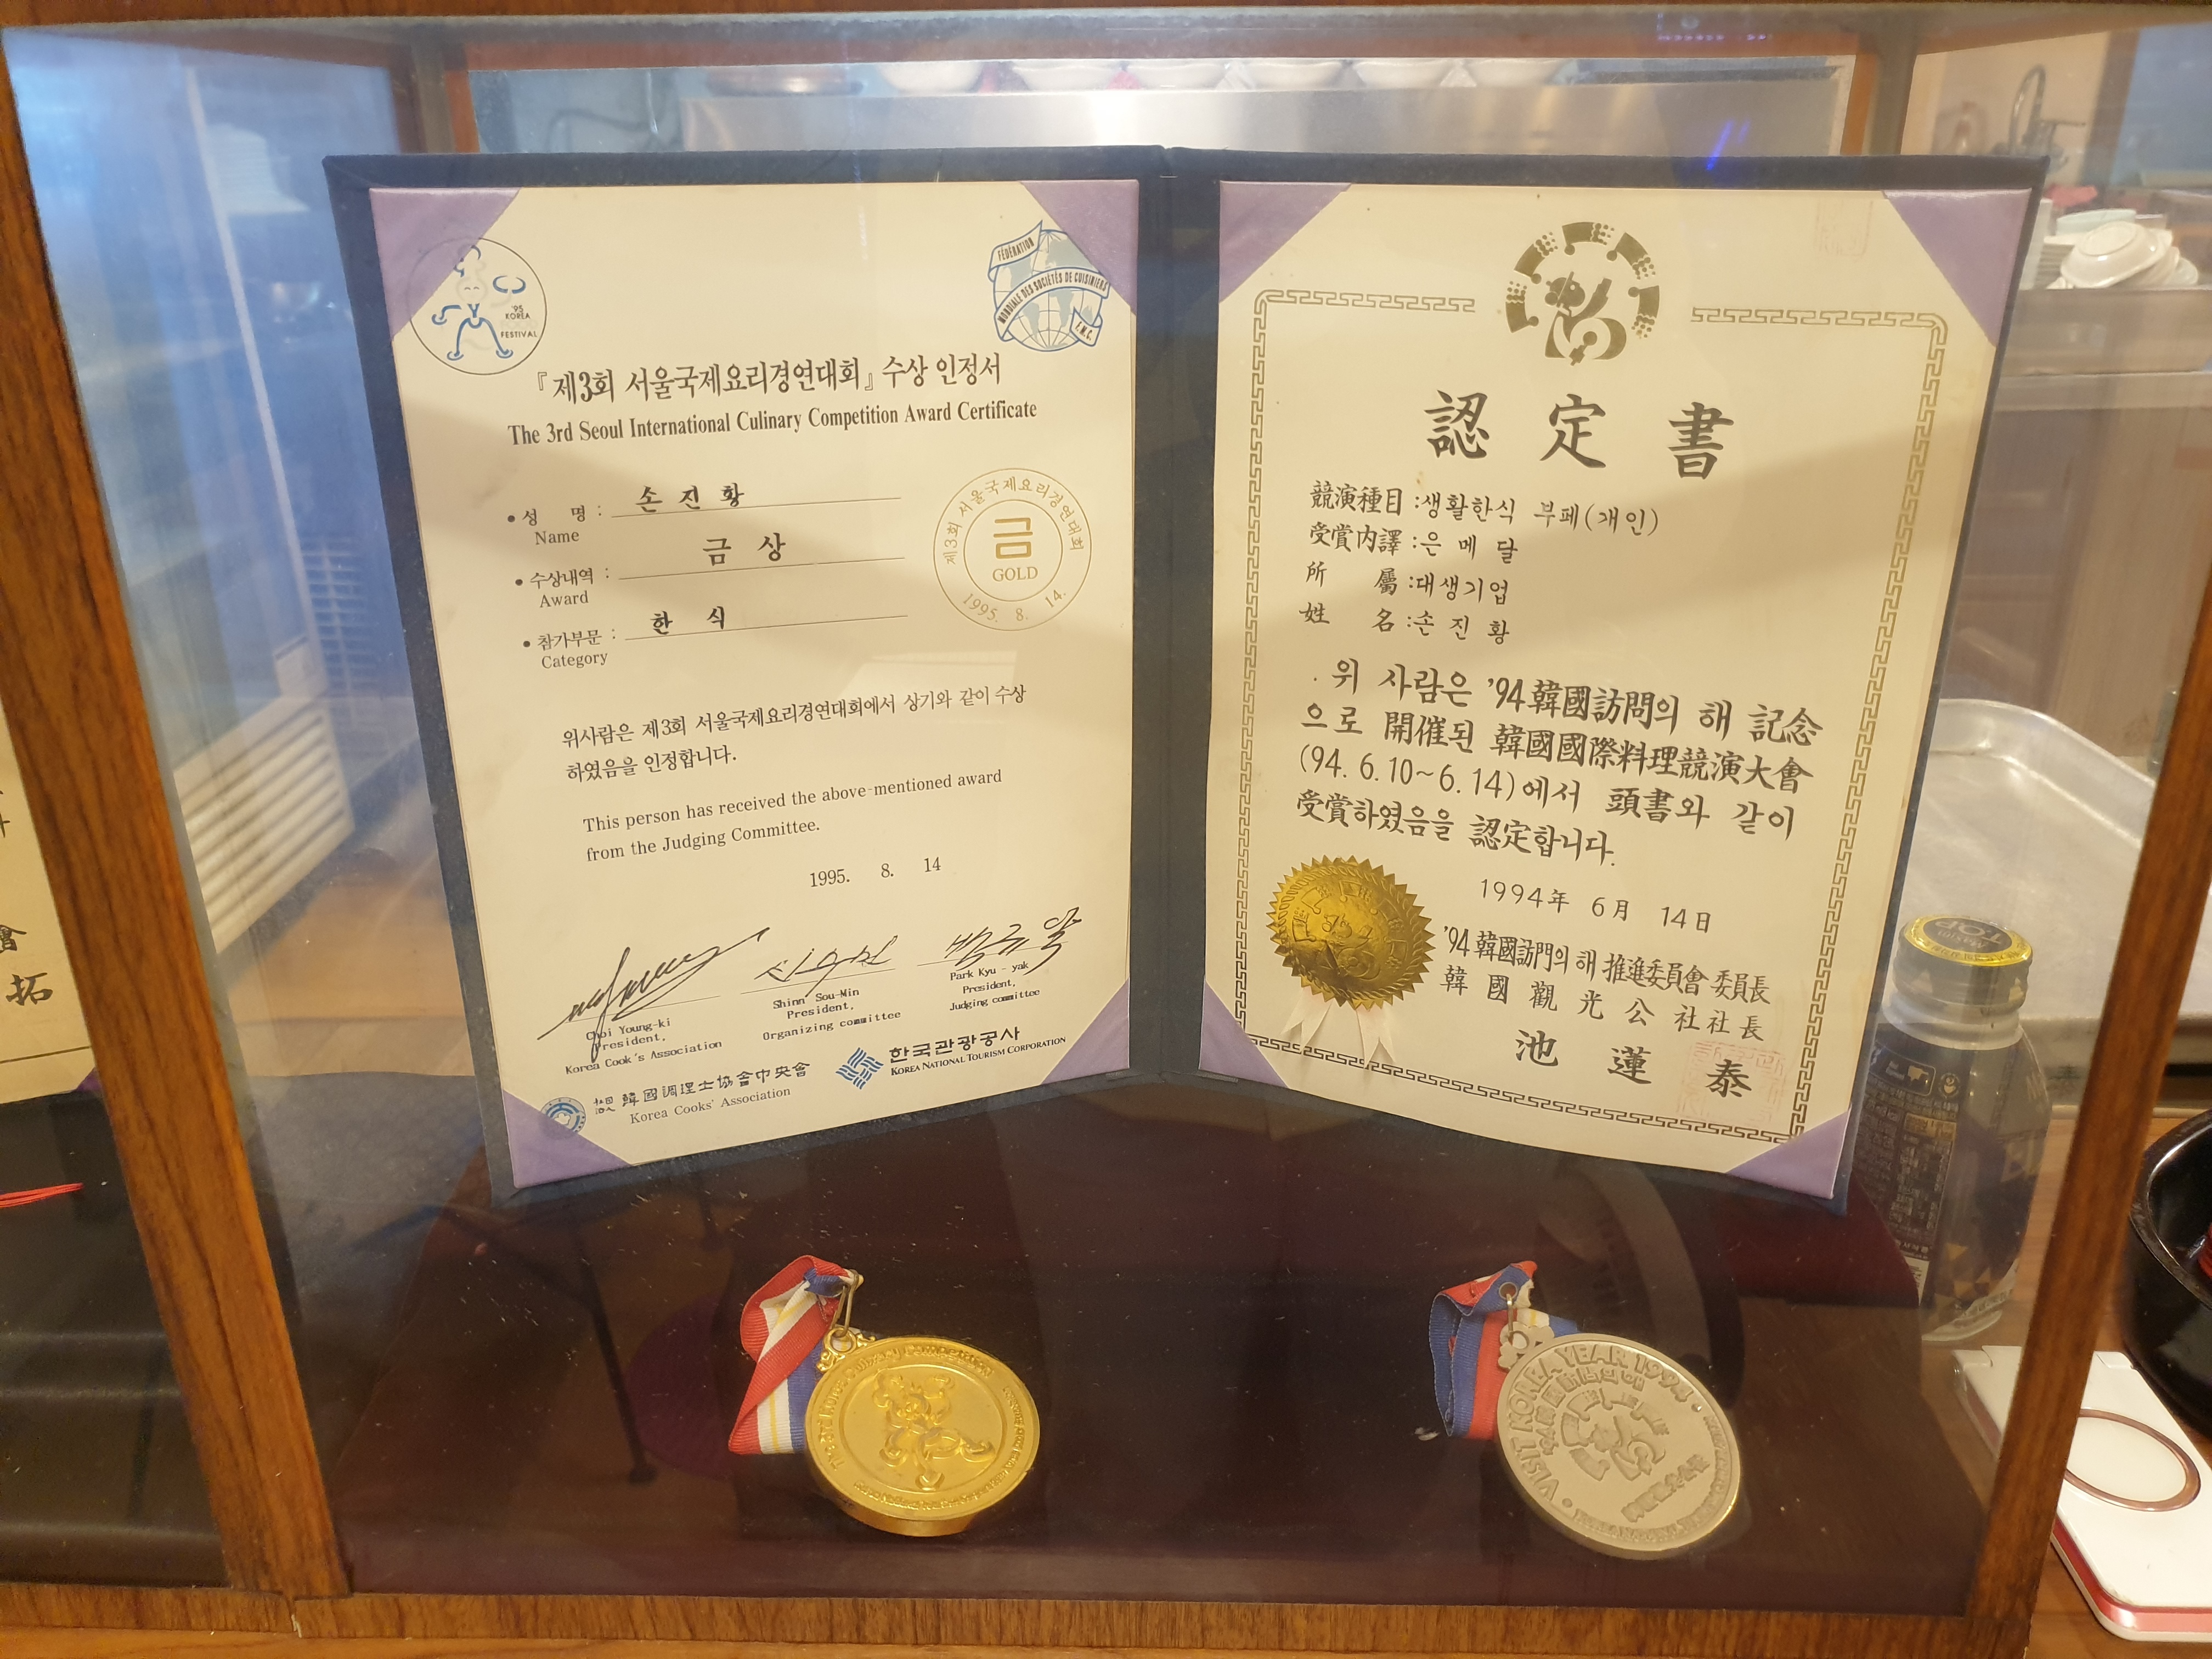 '95
KOREA
FESTIVAL
FÉDÉRATION
MONDIALE DES SOCIÉTÉS DE CUISINIERS
F.M.C.
『제3회 서울국제요리경연대회』 수상 인정서
The 3rd Seoul International Culinary Competition Award Certificate
• 성 명 : 손 진 황
Name
• 수상내역 : 금 상
Award
• 참가부문 : 한 식
Category
제3회 서울국제요리경연대회
금
GOLD
1995. 8. 14.
위사람은 제3회 서울국제요리경연대회에서 상기와 같이 수상
하였음을 인정합니다.
This person has received the above-mentioned award
from the Judging Committee.
1995. 8. 14
Choi Young-ki
President,
Korea Cook's Association
Shinn Sou-Min
President,
Organizing committee
Park Kyu - yak
President,
Judging committee
韓國調理士協會中央會
Korea Cooks' Association
한국관광공사
KOREA NATIONAL TOURISM CORPORATION
認 定 書
競演種目 :생활한식 부페(개인)
受賞内譯 :은 메 달
所 屬 :대생기업
姓 名 :손 진 황
위 사람은 '94 韓國訪問의 해 記念
으로 開催된 韓國國際料理競演大會
(94. 6. 10~6. 14)에서 頭書와 같이
受賞하였음을 認定합니다.
1994年 6月 14日
'94 韓國訪問의 해 推進委員會 委員長
韓 國 觀 光 公 社 社 長
池 蓮 泰
VISIT KOREA YEAR 1994
會
拓
T.O.P